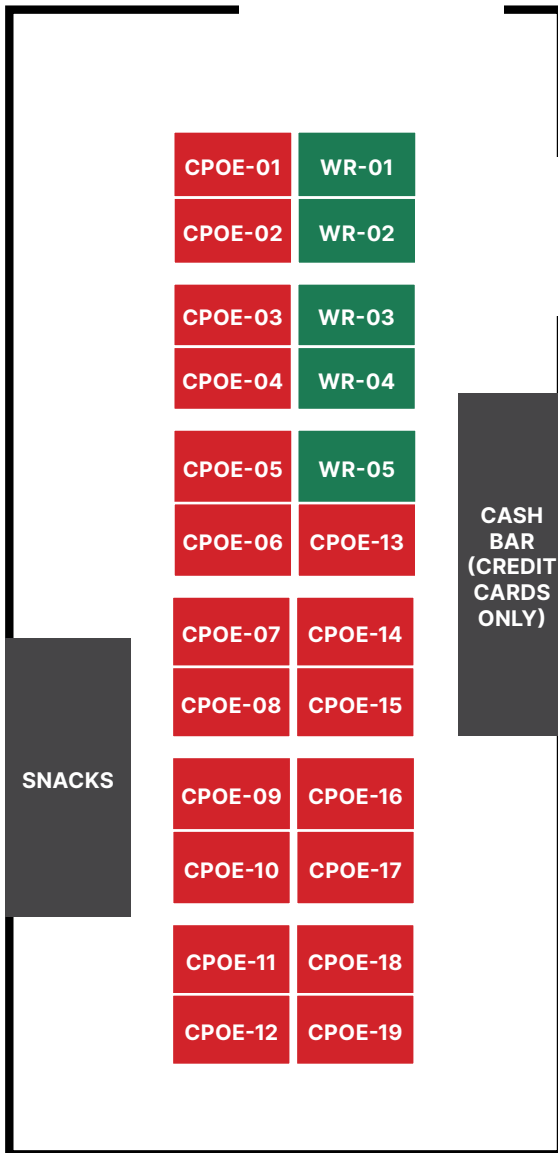 CPOE-01 WR-01
CPOE-02 WR-02
CPOE-03 WR-03
CPOE-04 WR-04
CPOE-05 WR-05
CPOE-06 CPOE-13
CPOE-07 CPOE-14
CPOE-08 CPOE-15
CPOE-09 CPOE-16
CPOE-10 CPOE-17
CPOE-11 CPOE-18
CPOE-12 CPOE-19
SNACKS
CASH
BAR
(CREDIT
CARDS
ONLY)